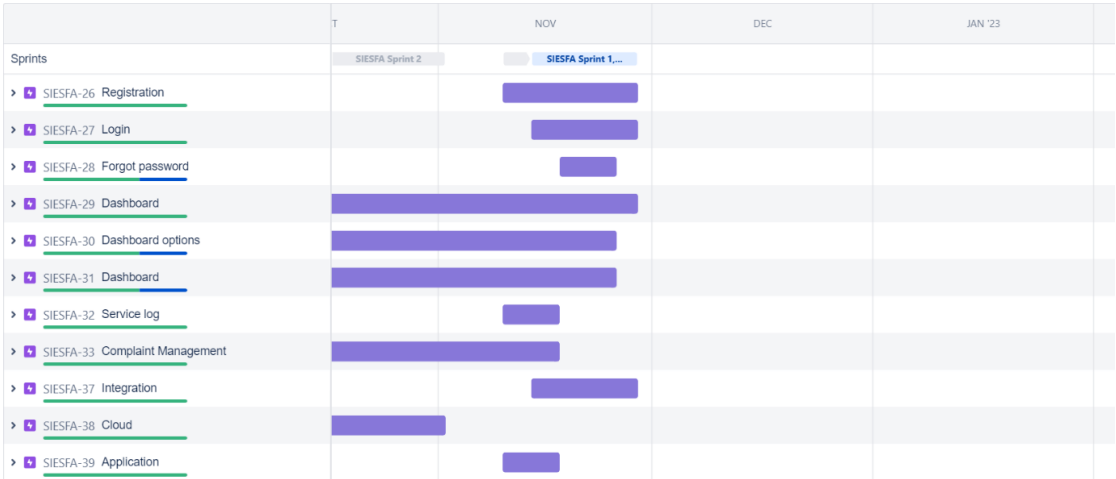 T NOV DEC JAN '23
Sprints SIESFA Sprint 2 SIESFA Sprint 1,...
SIESFA-26 Registration
SIESFA-27 Login
SIESFA-28 Forgot password
SIESFA-29 Dashboard
SIESFA-30 Dashboard options
SIESFA-31 Dashboard
SIESFA-32 Service log
SIESFA-33 Complaint Management
SIESFA-37 Integration
SIESFA-38 Cloud
SIESFA-39 Application